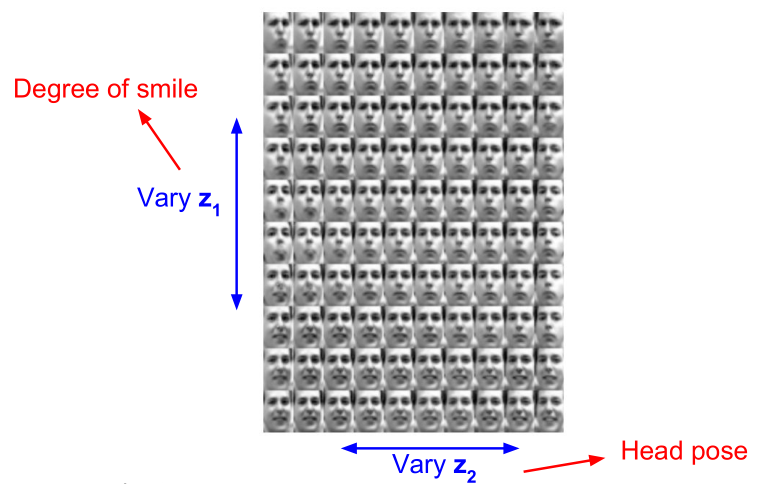 Degree of smile
Vary z1
Vary z2
Head pose